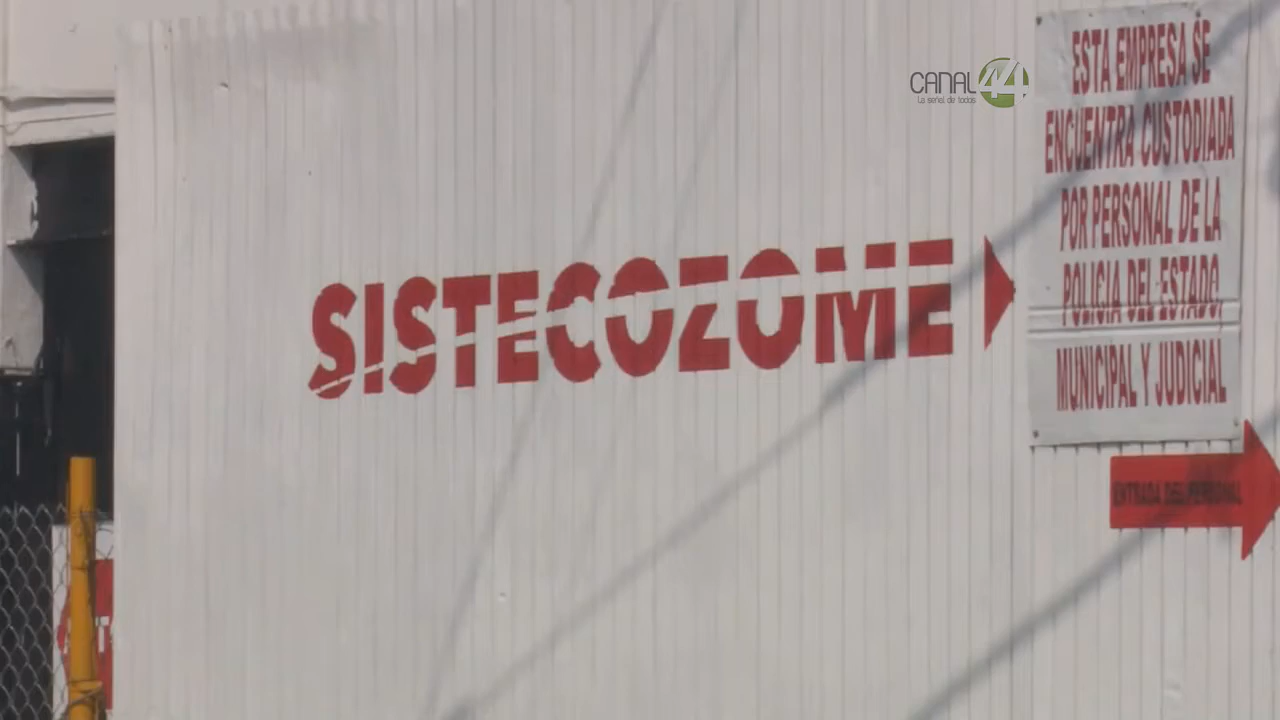 CANAL 44
La señal de todos
SISTECOZOME
ESTA EMPRESA SE
ENCUENTRA CUSTODIADA
POR PERSONAL DE LA
POLICIA DEL ESTADO,
MUNICIPAL Y JUDICIAL
ENTRADA DEL PERSONAL